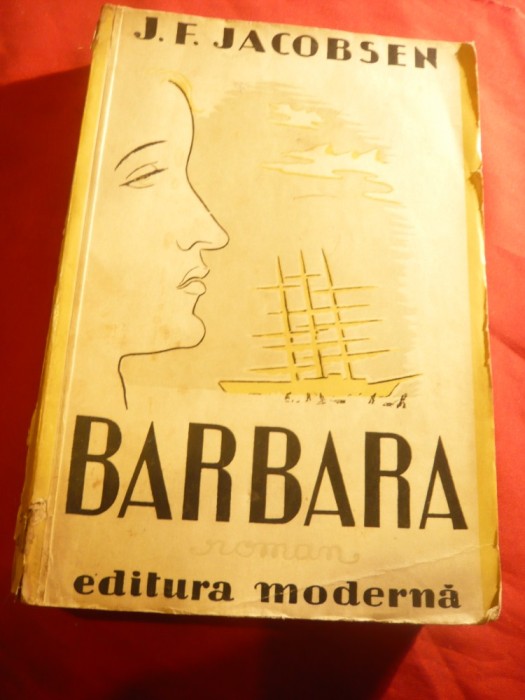 J. F. JACOBSEN
BARBARA
roman
editura modernă